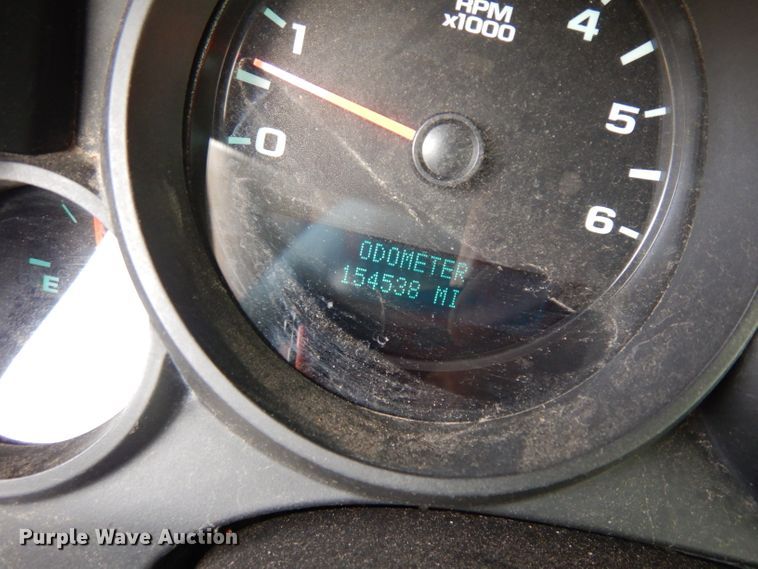 RPM
x1000
0
1
4
5
6
ODOMETER
154538 MI
E
Purple Wave Auction®